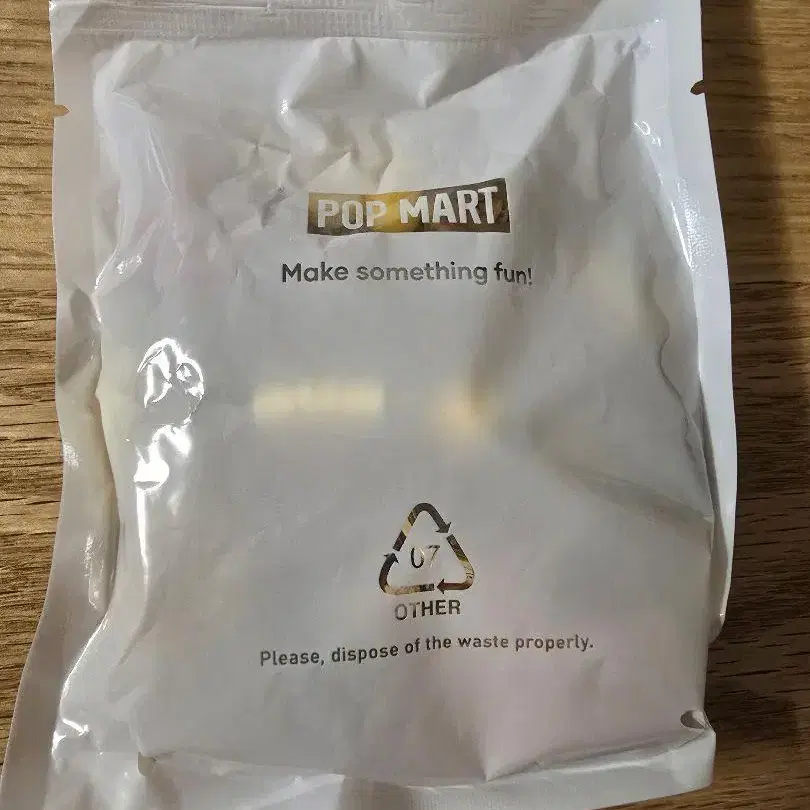 POP MART
Make something fun!
07
OTHER
Please, dispose of the waste properly.